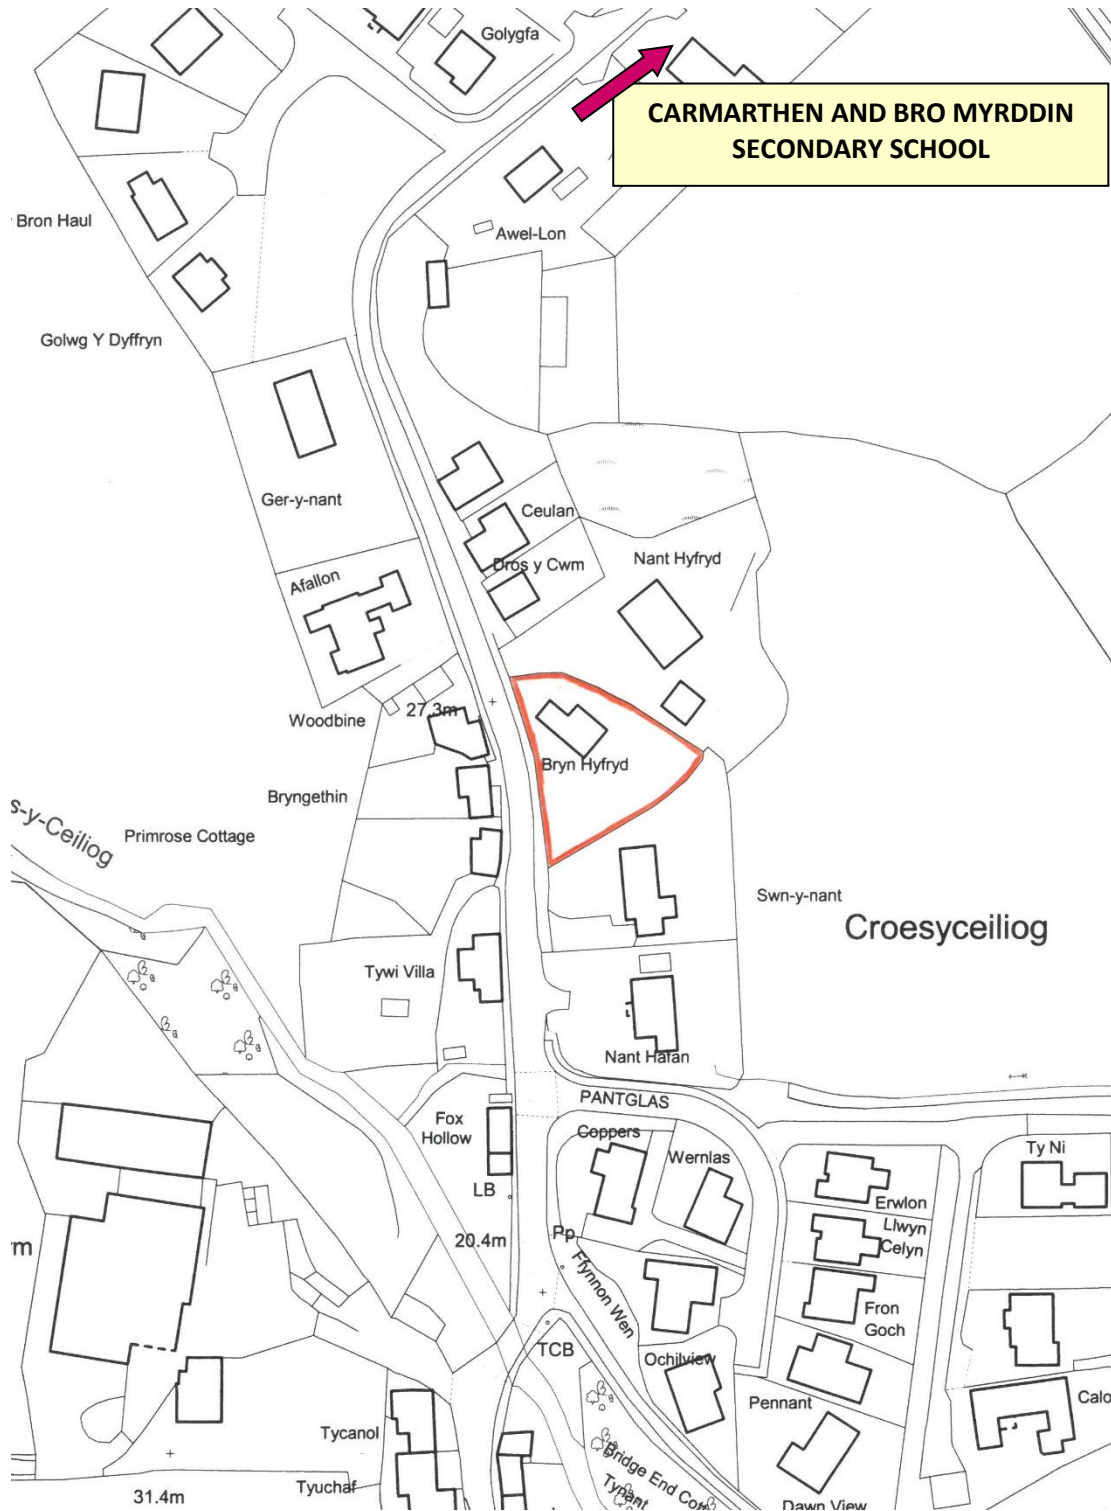 Golygfa
CARMARTHEN AND BRO MYRDDIN
SECONDARY SCHOOL
Bron Haul
Awel-Lon
Golwg Y Dyffryn
Ger-y-nant
Ceulan
Dros y Cwm
Nant Hyfryd
Afallon
Woodbine
27.3m
Bryn Hyfryd
Bryngethin
s-y-Ceiliog
Primrose Cottage
Swn-y-nant
Croesyceiliog
Tywi Villa
Nant Hafan
PANTGLAS
Fox
Hollow
Coppers
Wernlas
Ty Ni
LB
Erwlon
Llwyn
Celyn
20.4m
Pp
Ffynnon Wen
rm
Fron
Goch
TCB
Ochilview
Pennant
Calo
Tycanol
Bridge End Cott
Tynant
Tyuchaf
31.4m
Dawn View